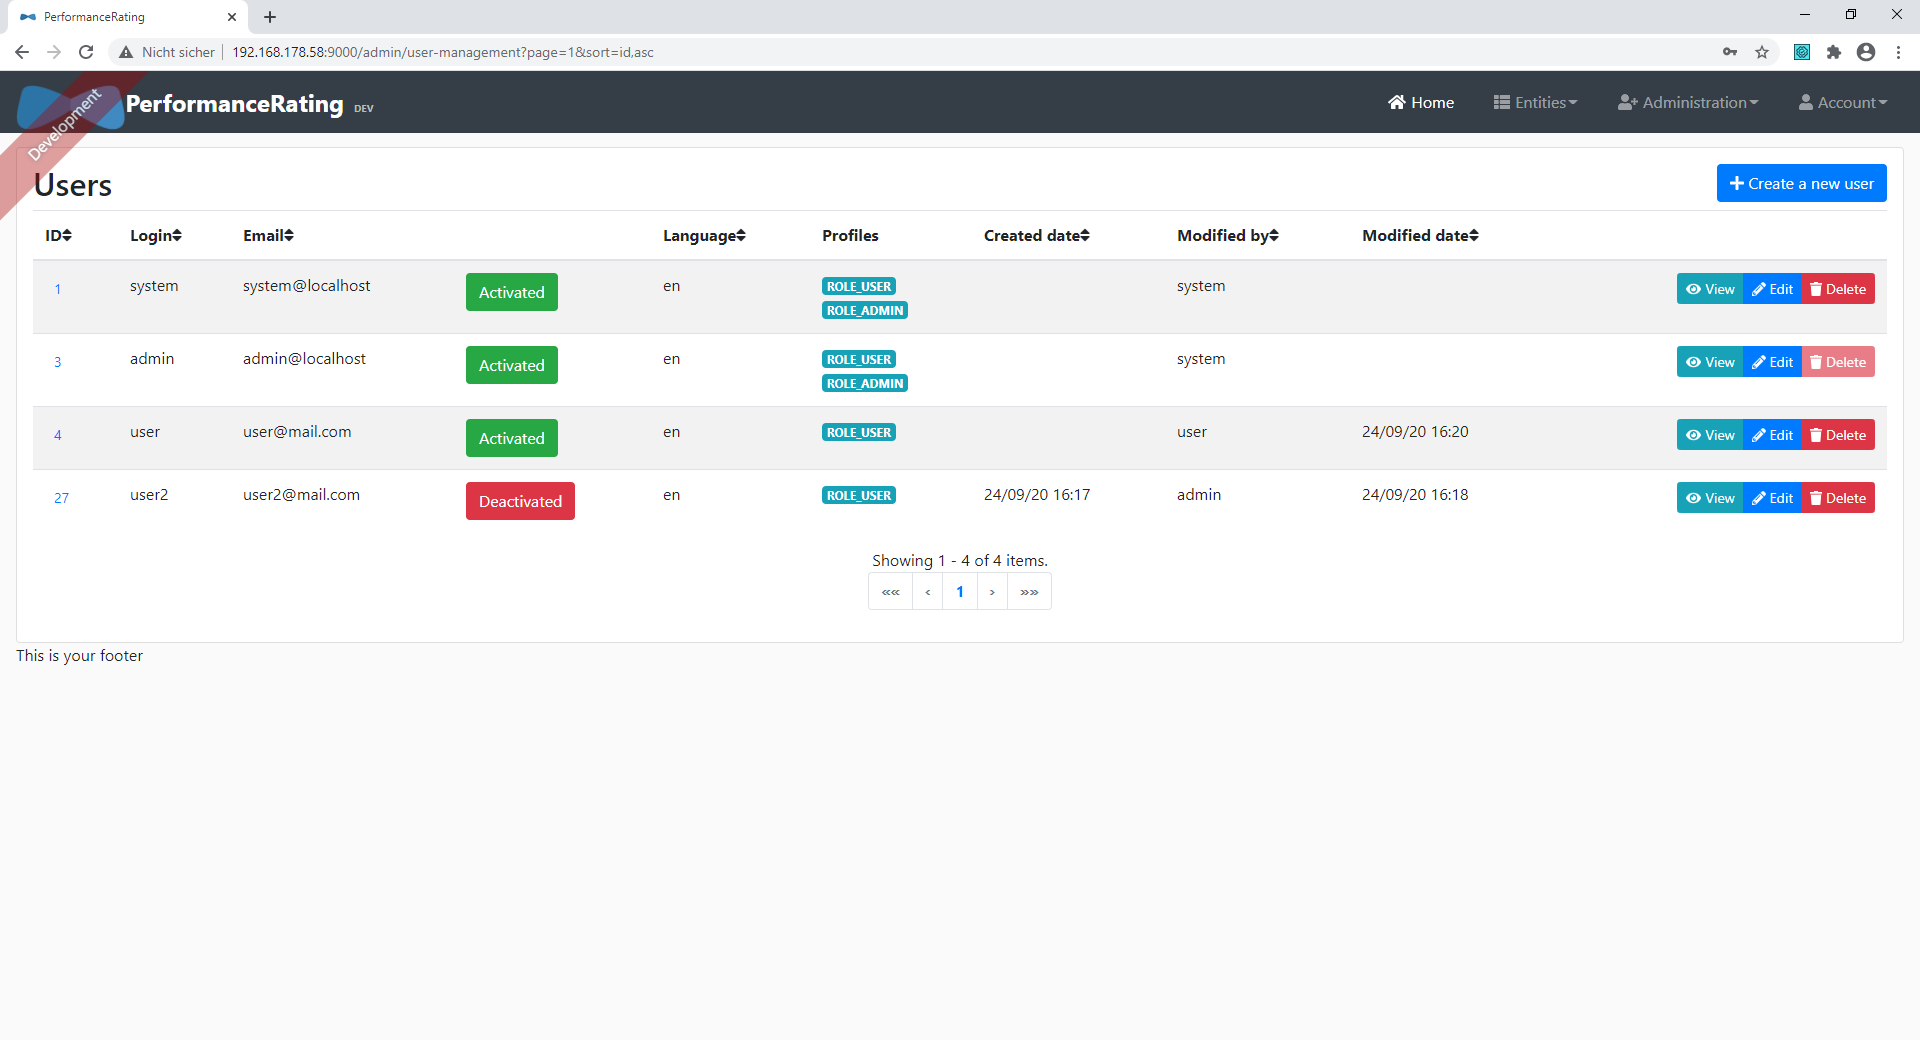 PerformanceRating
Nicht sicher 192.168.178.58:9000/admin/user-management?page=1&sort=id,asc
Development
PerformanceRating DEV Home Entities Administration Account
Users Create a new user
ID Login Email Language Profiles Created date Modified by Modified date
1 system system@localhost Activated en ROLE_USER system View Edit Delete
ROLE_ADMIN
3 admin admin@localhost Activated en ROLE_USER system View Edit Delete
ROLE_ADMIN
4 user user@mail.com Activated en ROLE_USER user 24/09/20 16:20 View Edit Delete
27 user2 user2@mail.com Deactivated en ROLE_USER 24/09/20 16:17 admin 24/09/20 16:18 View Edit Delete
Showing 1 - 4 of 4 items.
«« ‹ 1 › »»
This is your footer